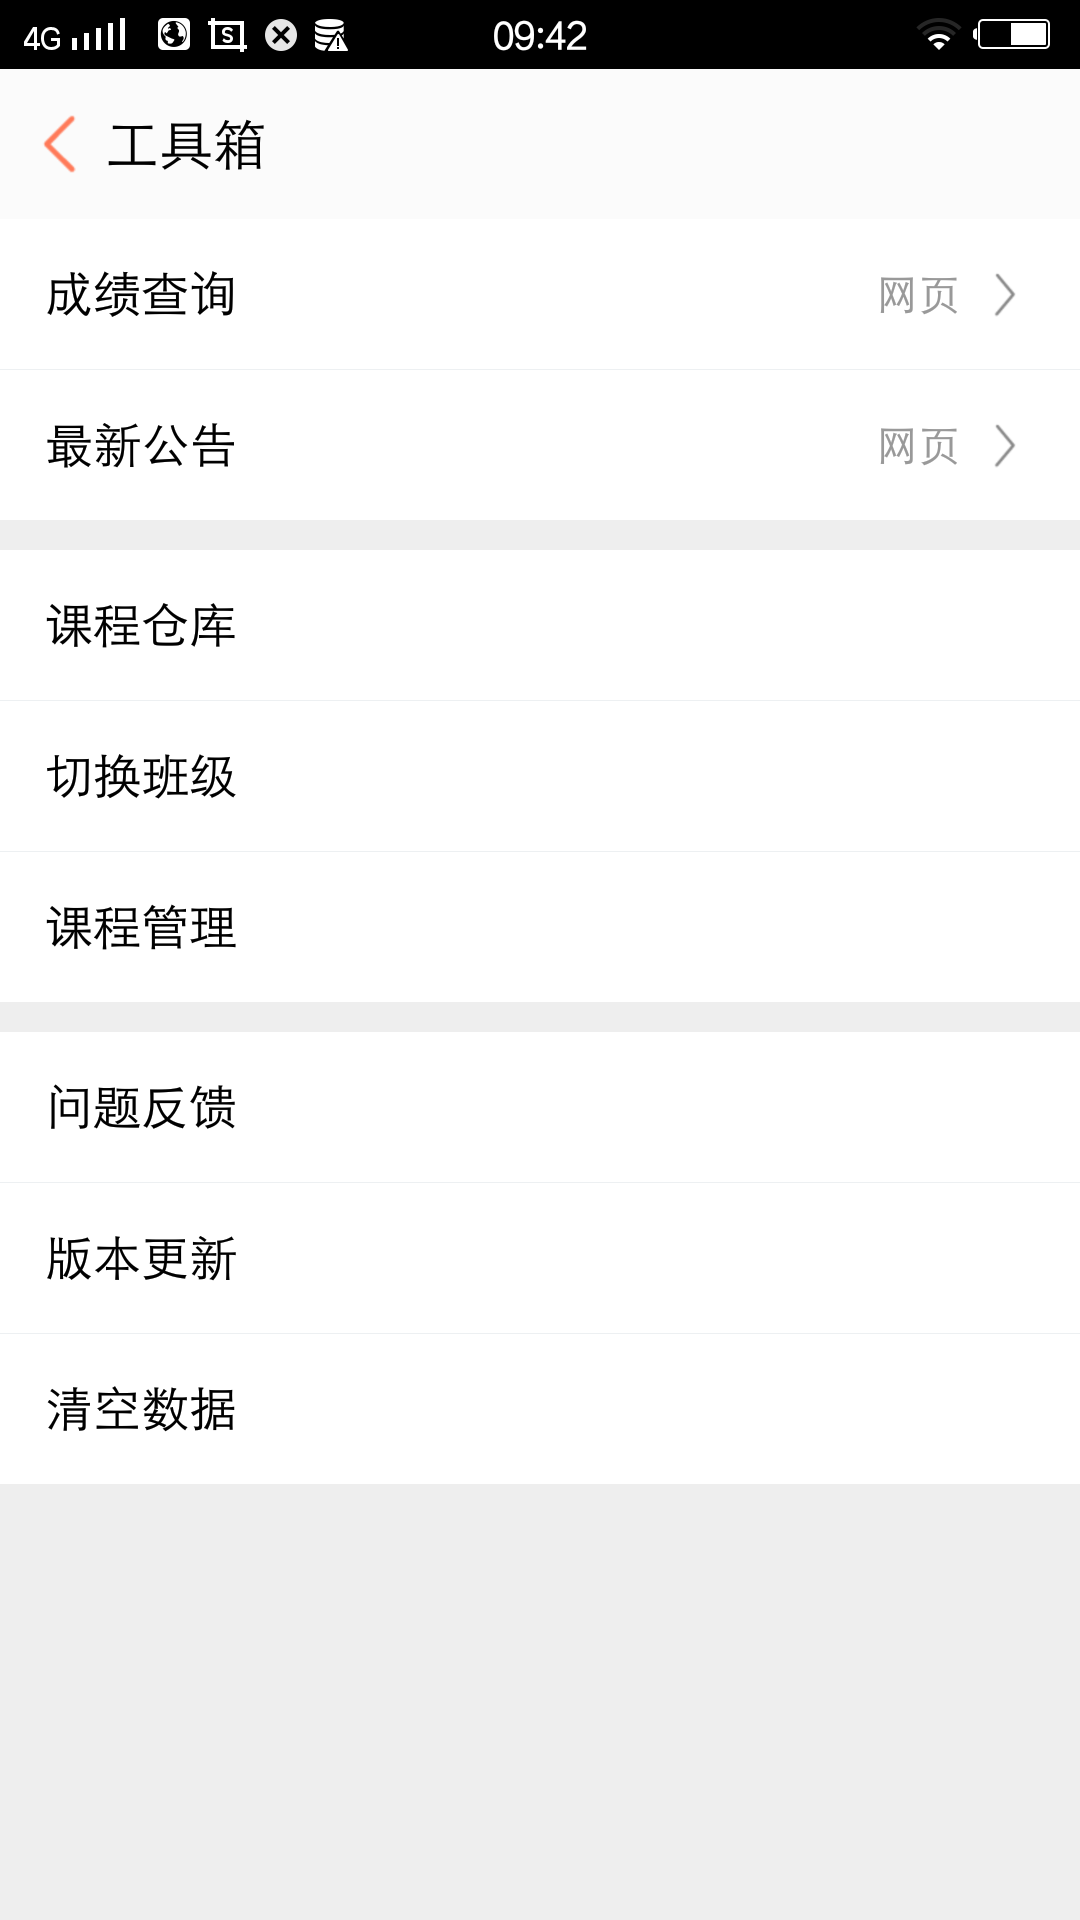 4G 09:42
工具箱
成绩查询 网页
最新公告 网页
课程仓库
切换班级
课程管理
问题反馈
版本更新
清空数据